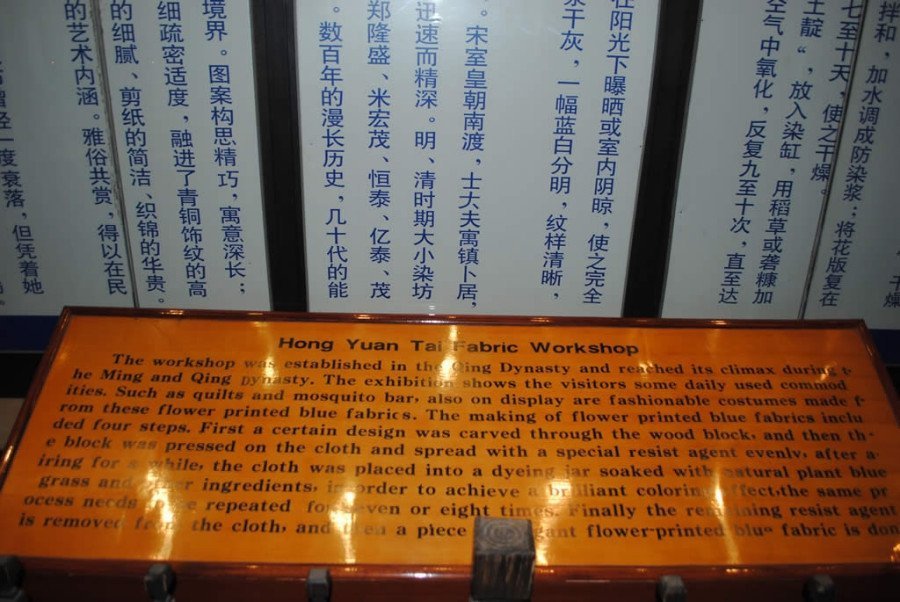 拌和，加水调成防染浆；将花版复在
七至十天，使之干燥。
土靛“，放入染缸，用稻草或砻糠加
空气中氧化，反复九至十次，直至达
在阳光下曝晒或室内阴晾，使之完全
水干灰，一幅蓝白分明，纹样清晰，
。宋室皇朝南渡，士大夫寓镇卜居，
迅速而精深。明、清时期大小染坊
郑隆盛、米宏茂、恒泰、亿泰、茂
。数百年的漫长历史，几十代的能
境界。图案构思精巧，寓意深长；
细疏密适度，融进了青铜饰纹的高
的细腻、剪纸的简洁、织锦的华贵。
的艺术内涵。雅俗共赏，得以在民
曾经一度衰落，但凭着她
Hong Yuan Tai Fabric Workshop
The workshop was established in the Qing Dynasty and reached its climax during t-
he Ming and Qing pynasty. The exhibition shows the visitors some daily used commod
ities. Such as quilts and mosquito bar, also on display are fashionable costumes made f-
rom these flower printed blue fabrics. The making of flower printed blue fabrics inclu
ded four steps. First a certain design was carved through the wood block, and then th-
e block was pressed on the cloth and spread with a special resist agent evenly, after a-
iring for a while, the cloth was placed into a dyeing jar soaked with natural plant blue
grass and other ingredients, in order to achieve a brilliant coloring effect,the same pr
ocess needs to be repeated for seven or eight times. Finally the remaining resist agent
is removed from the cloth, and then a piece elegant flower-printed blue fabric is don